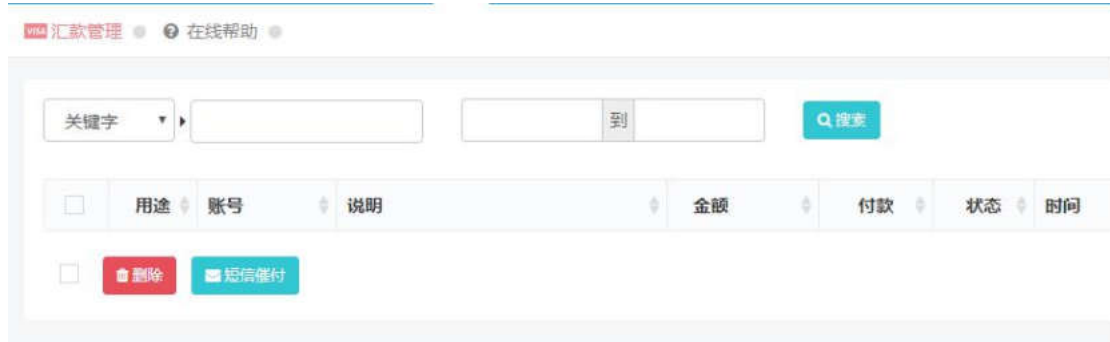 VISA 汇款管理 在线帮助
关键字 到 搜索
用途 账号 说明 金额 付款 状态 时间
删除 短信催付